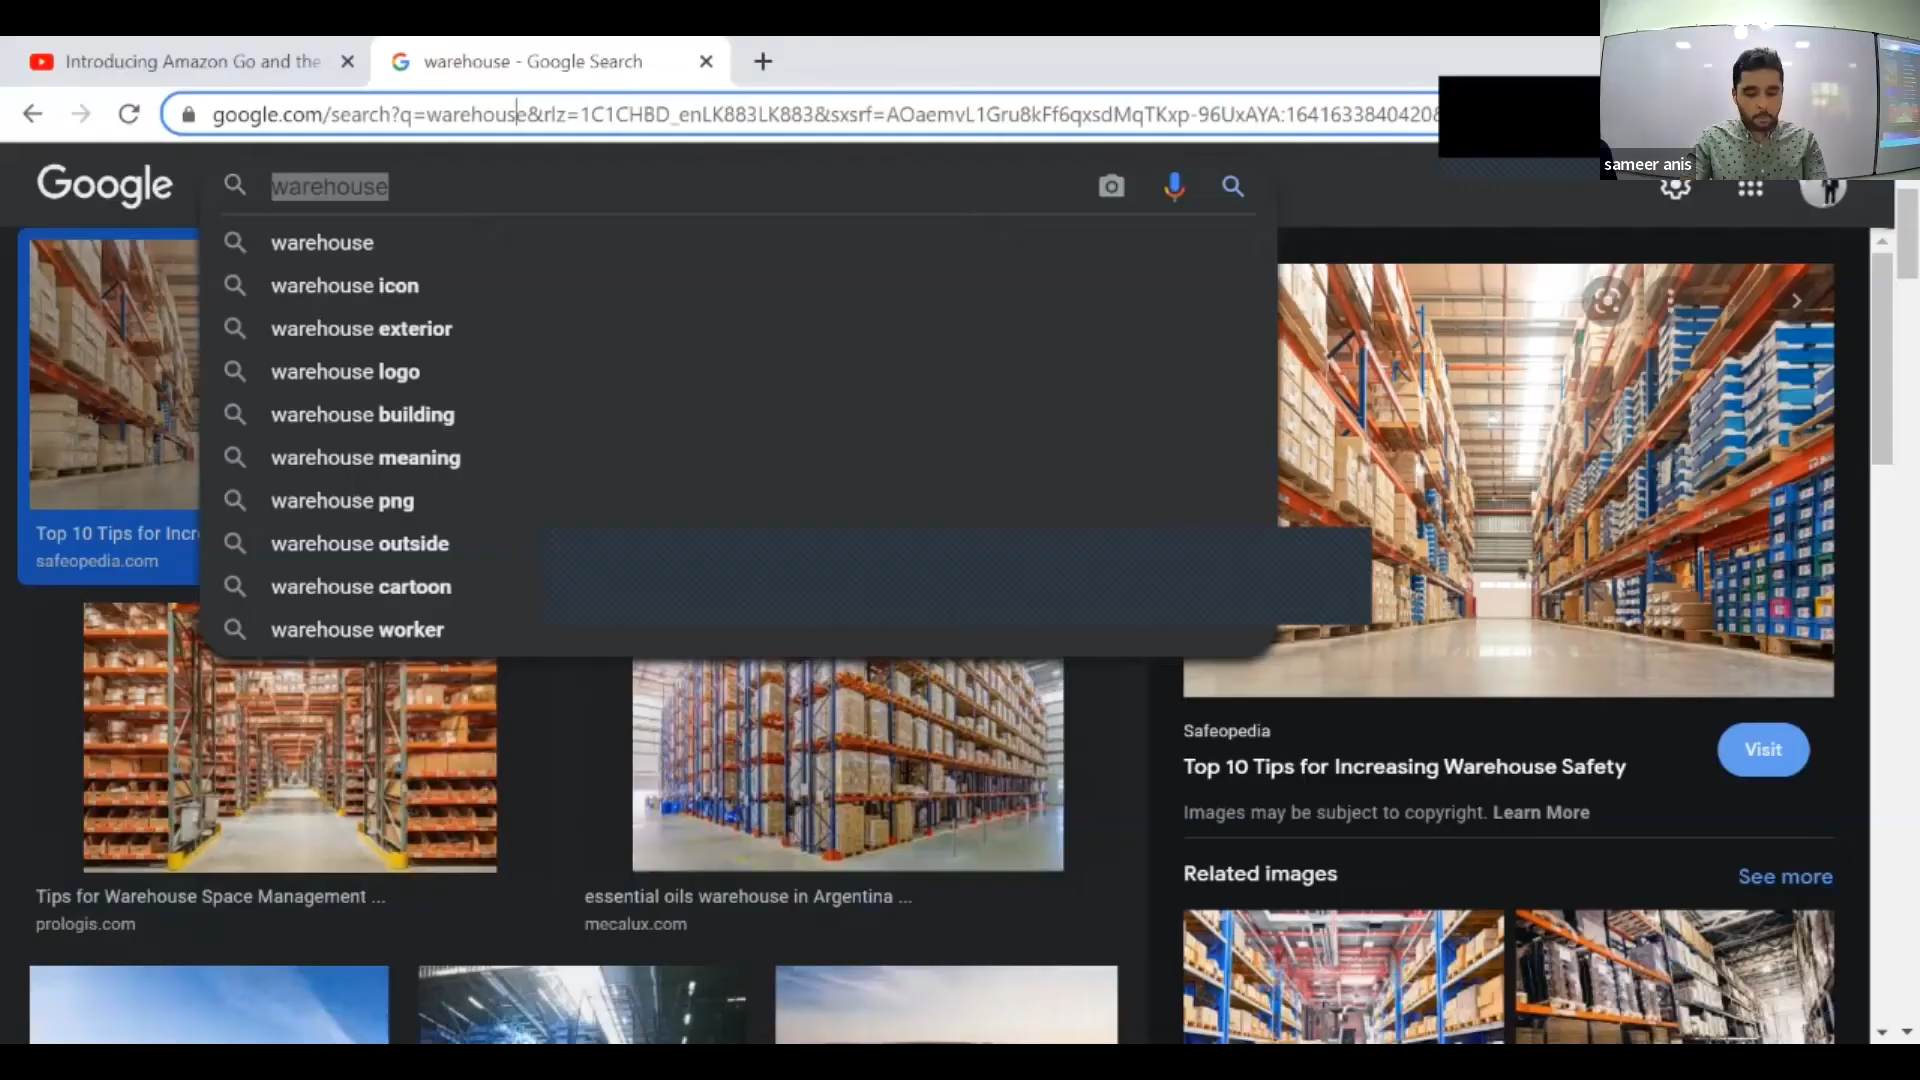 Introducing Amazon Go and the
warehouse - Google Search
google.com/search?q=warehouse&rlz=1C1CHBD_enLK883LK883&sxsrf=AOaemvL1Gru8kFf6qxsdMqTKxp-96UxAYA:1641633840420&
sameer anis
Google
warehouse
warehouse
warehouse icon
warehouse exterior
warehouse logo
warehouse building
warehouse meaning
warehouse png
warehouse outside
warehouse cartoon
warehouse worker
Top 10 Tips for Incr
safeopedia.com
Tips for Warehouse Space Management ...
prologis.com
essential oils warehouse in Argentina ...
mecalux.com
Safeopedia
Top 10 Tips for Increasing Warehouse Safety
Visit
Images may be subject to copyright. Learn More
Related images
See more